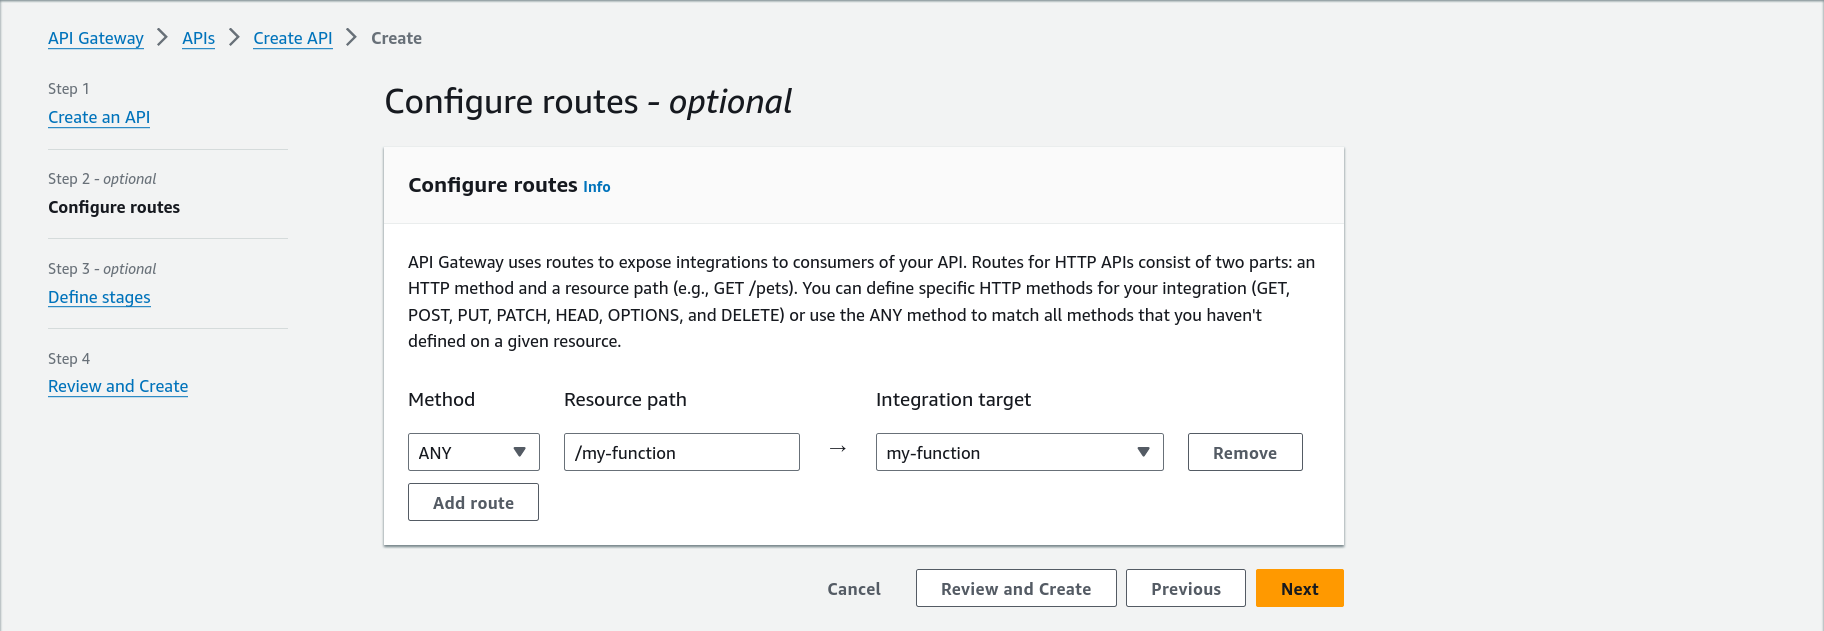 API Gateway > APIs > Create API > Create
Step 1
Create an API
Step 2 - optional
Configure routes
Step 3 - optional
Define stages
Step 4
Review and Create
Configure routes - optional
Configure routes Info
API Gateway uses routes to expose integrations to consumers of your API. Routes for HTTP APIs consist of two parts: an
HTTP method and a resource path (e.g., GET /pets). You can define specific HTTP methods for your integration (GET,
POST, PUT, PATCH, HEAD, OPTIONS, and DELETE) or use the ANY method to match all methods that you haven't
defined on a given resource.
Method Resource path Integration target
ANY /my-function → my-function Remove
Add route
Cancel Review and Create Previous Next